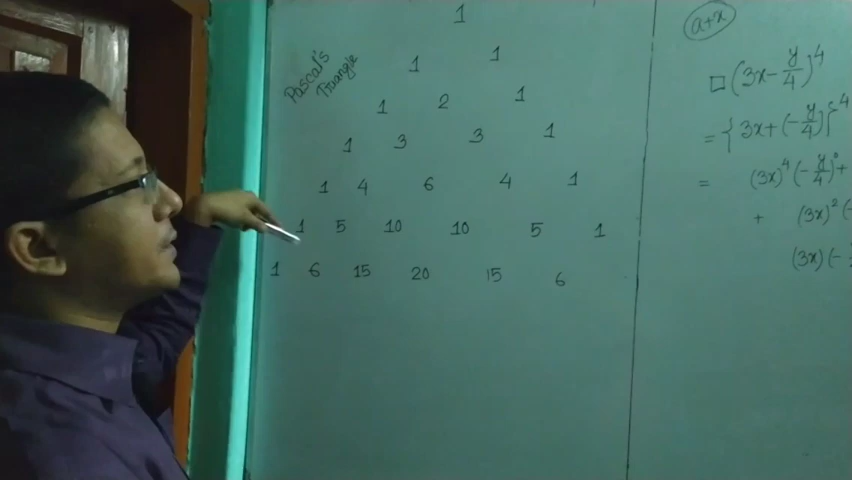 Pascal's
Triangle
1
1 1
1 2 1
1 3 3 1
1 4 6 4 1
1 5 10 10 5 1
1 6 15 20 15 6
a+x
□ (3x - y/4)^4
= { 3x + (- y/4) }^4
= (3x)^4 (- y/4)^0 +
+ (3x)^2 (-
(3x) (-